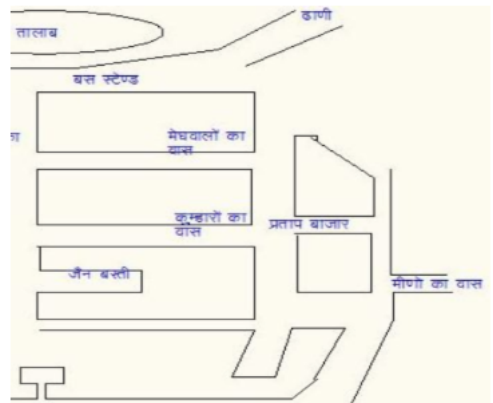 ढाणी
तालाब
बस स्टेण्ड
मेघवालों का
वास
कुम्हारों का
वास
प्रताप बाजार
जैन बस्ती
मीणो का वास